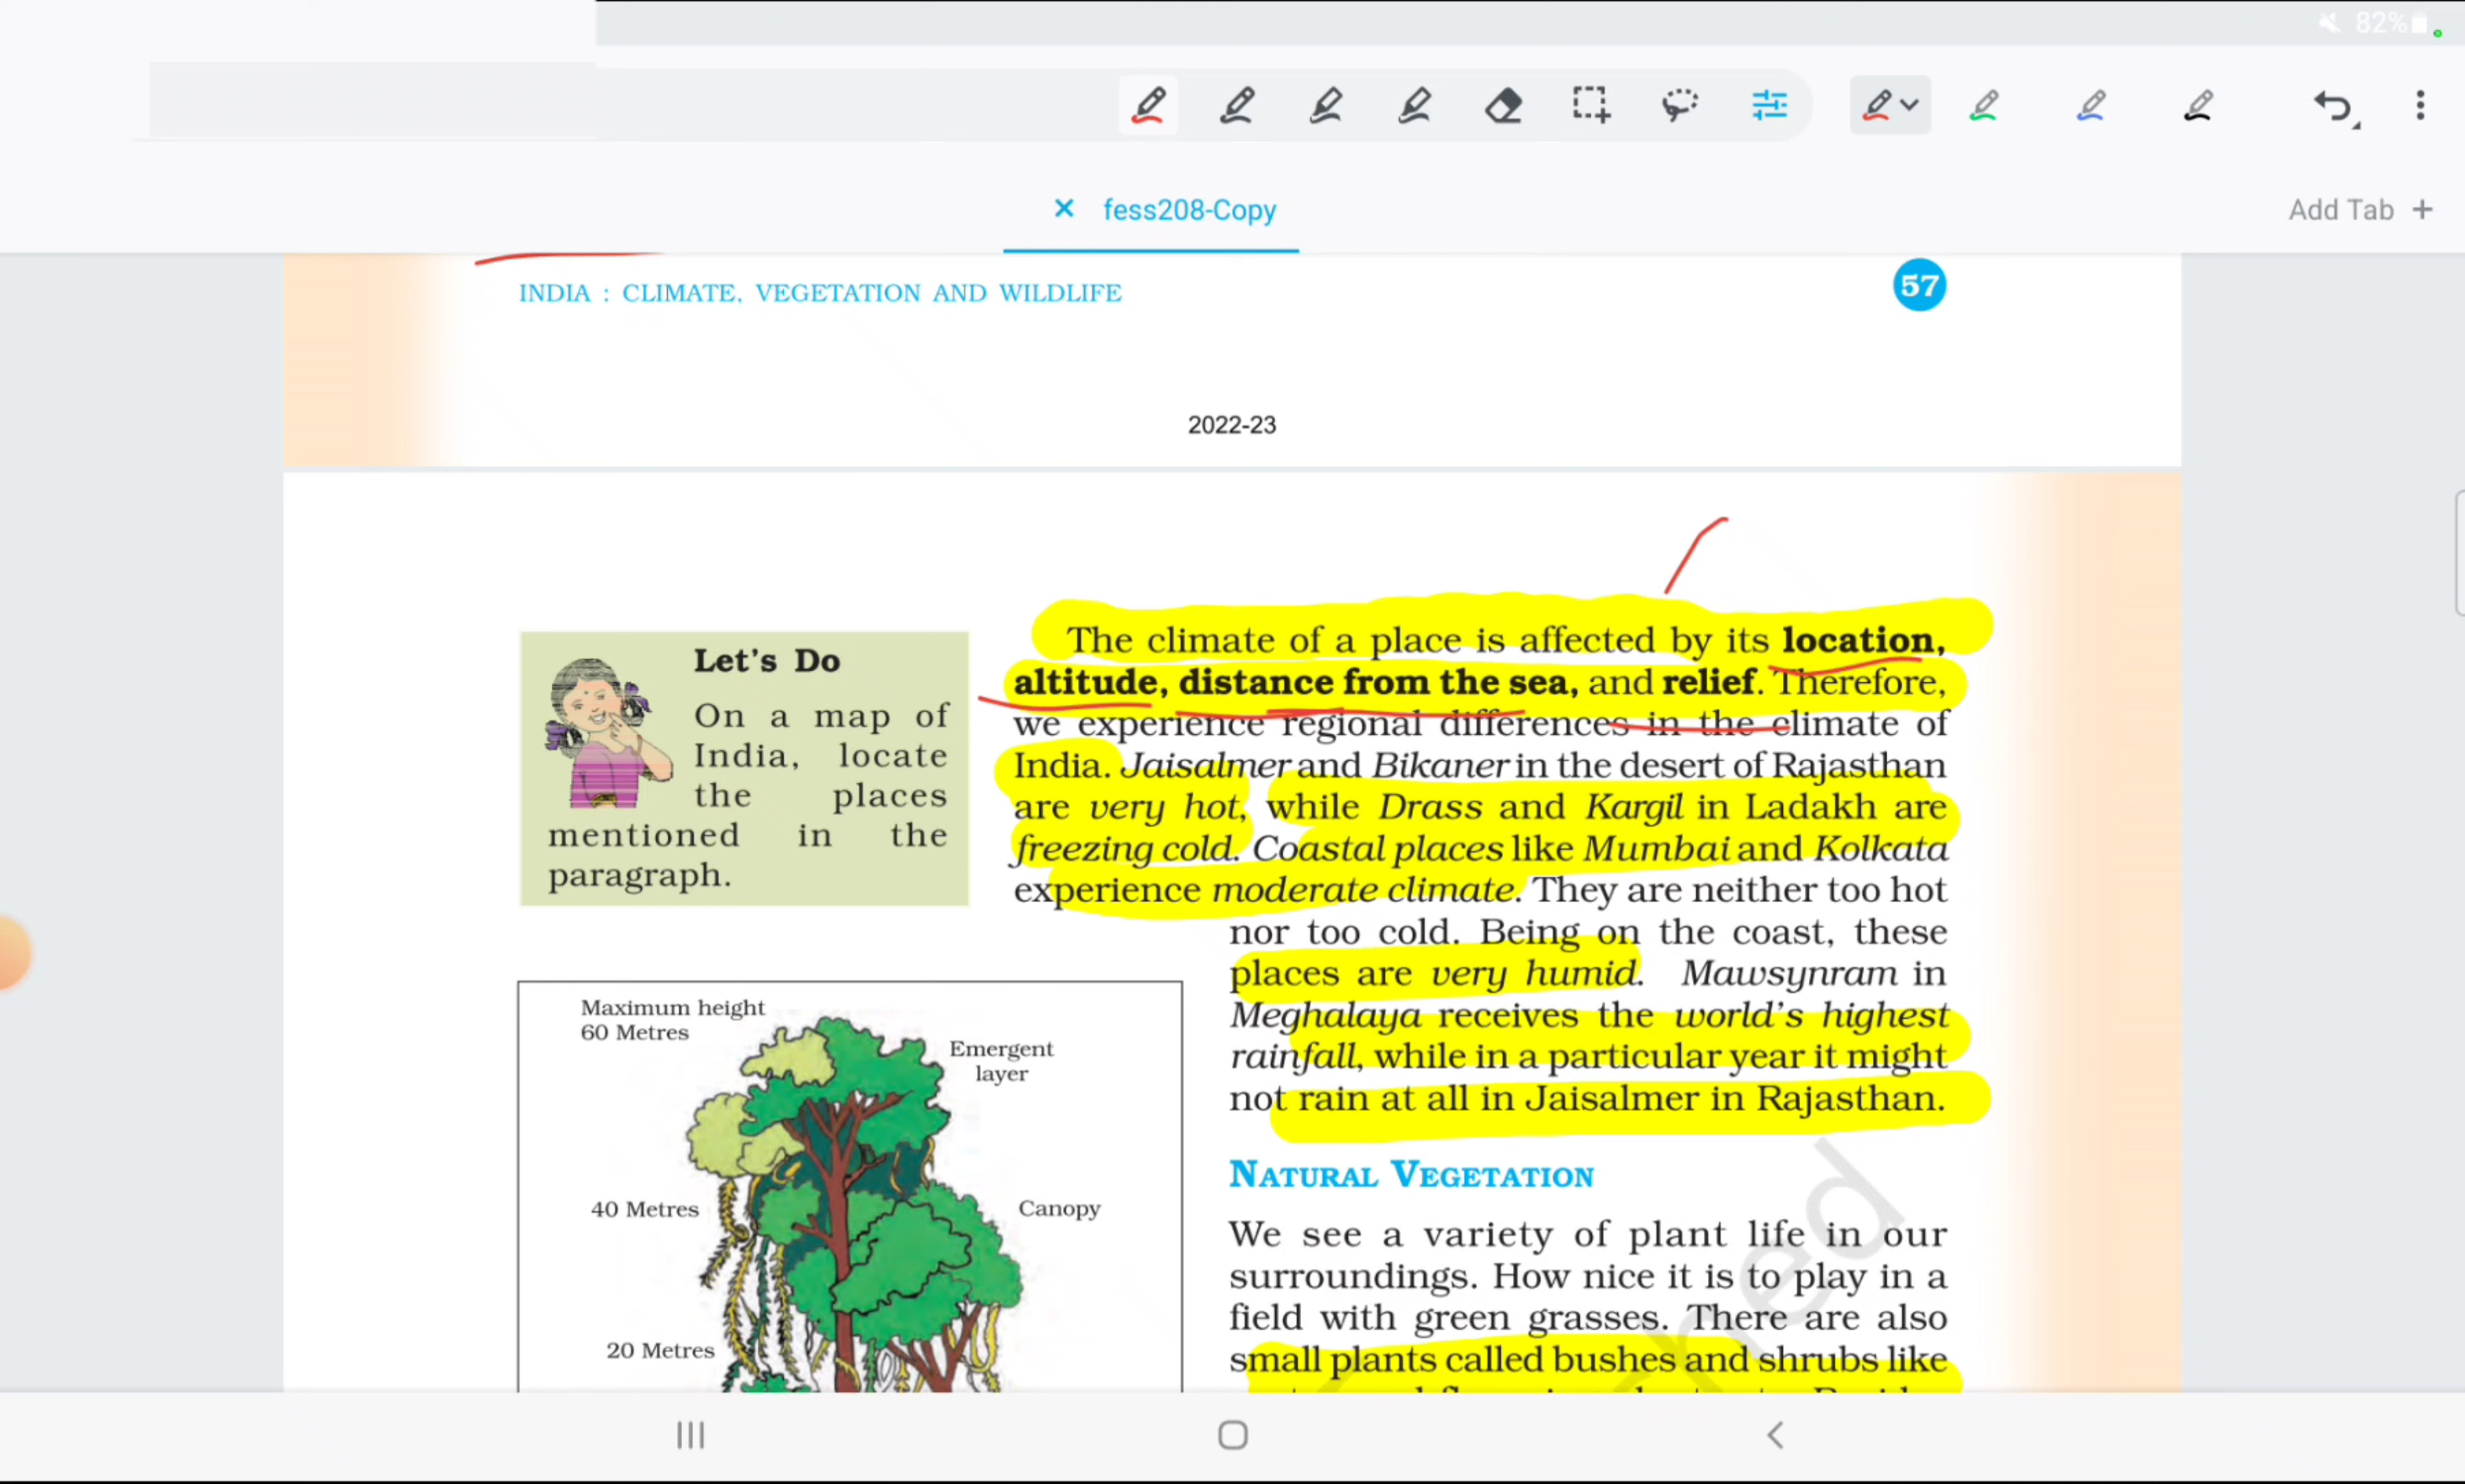 82%
fess208-Copy
Add Tab +
INDIA : CLIMATE, VEGETATION AND WILDLIFE
57
2022-23
Let's Do
On a map of
India, locate
the places
mentioned in the
paragraph.
The climate of a place is affected by its location,
altitude, distance from the sea, and relief. Therefore,
we experience regional differences in the climate of
India. Jaisalmer and Bikaner in the desert of Rajasthan
are very hot, while Drass and Kargil in Ladakh are
freezing cold. Coastal places like Mumbai and Kolkata
experience moderate climate. They are neither too hot
nor too cold. Being on the coast, these
places are very humid. Mawsynram in
Meghalaya receives the world's highest
rainfall, while in a particular year it might
not rain at all in Jaisalmer in Rajasthan.
Maximum height
60 Metres
Emergent
layer
40 Metres
Canopy
20 Metres
NATURAL VEGETATION
We see a variety of plant life in our
surroundings. How nice it is to play in a
field with green grasses. There are also
small plants called bushes and shrubs like